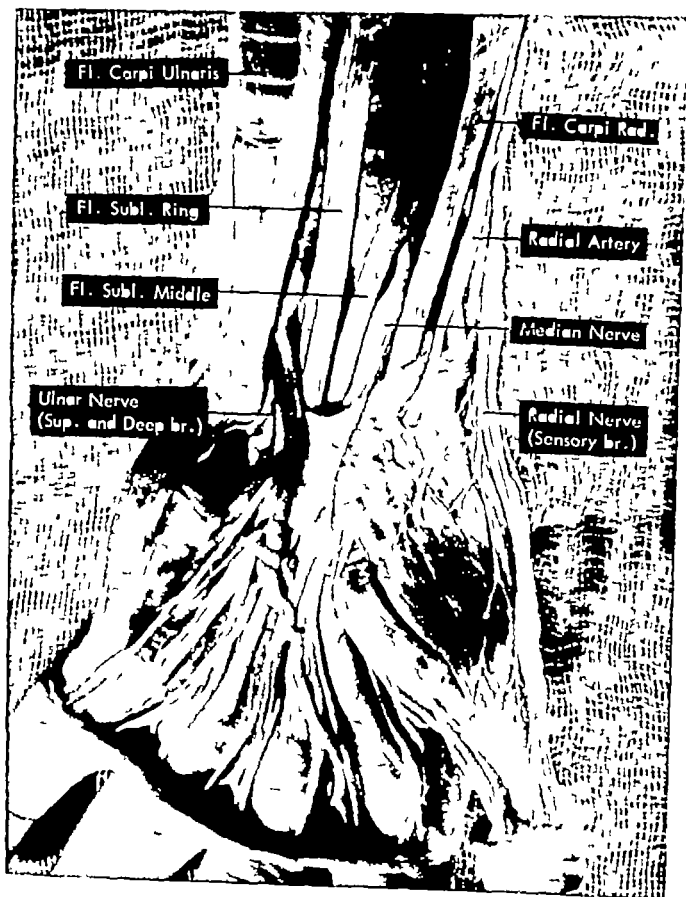 Fl. Carpi Ulnaris
Fl. Carpi Rad.
Fl. Subl. Ring
Radial Artery
Fl. Subl. Middle
Median Nerve
Ulnar Nerve
(Sup. and Deep br.)
Radial Nerve
(Sensory br.)